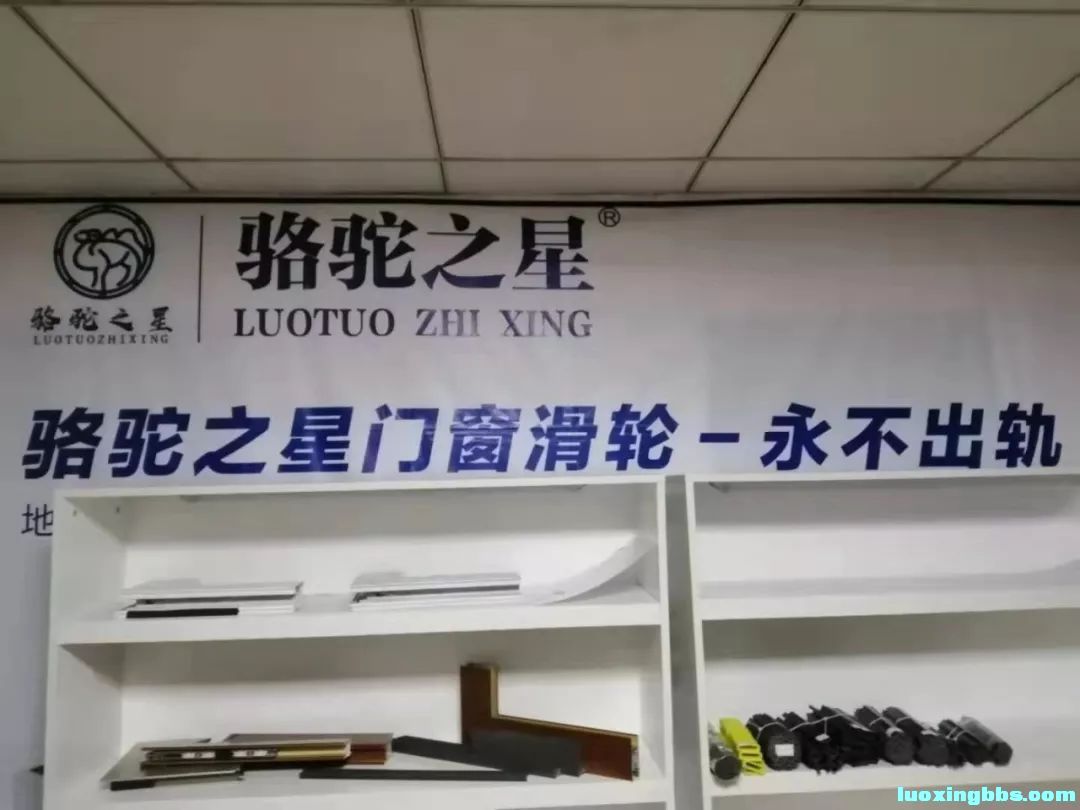 骆驼之星
LUOTUOZHIXING
骆驼之星®
LUOTUO ZHI XING
骆驼之星门窗滑轮-永不出轨
地
luoxingbbs.com